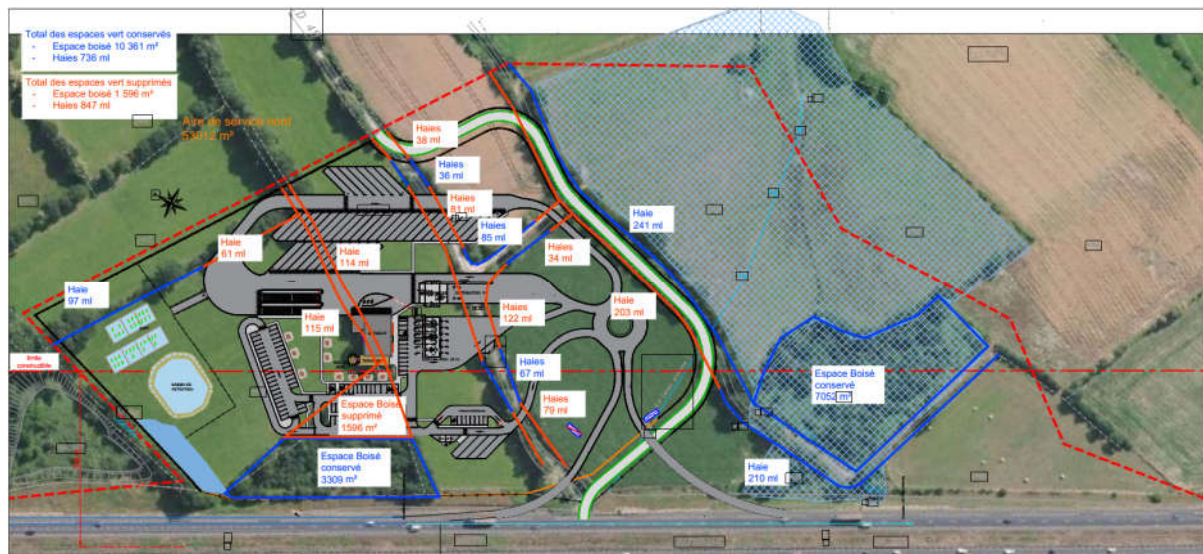 Total des espaces vert conservés
- Espace boisé 10 361 m²
- Haies 736 ml
Total des espaces vert supprimés
- Espace boisé 1 596 m²
- Haies 847 ml
Aire de service nord
Haies
38 ml
Haies
36 ml
Haies
81 ml
Haies
85 ml
Haies
34 ml
Haie
241 ml
Haie
61 ml
Haie
114 ml
Haie
97 ml
Haie
115 ml
Haies
122 ml
Haie
203 ml
limite
constructible
Haies
67 ml
Haies
79 ml
Espace Boisé
supprimé
1596 m²
Espace Boisé
conservé
3309 m²
Espace Boisé
conservé
7052 m²
Haie
210 ml